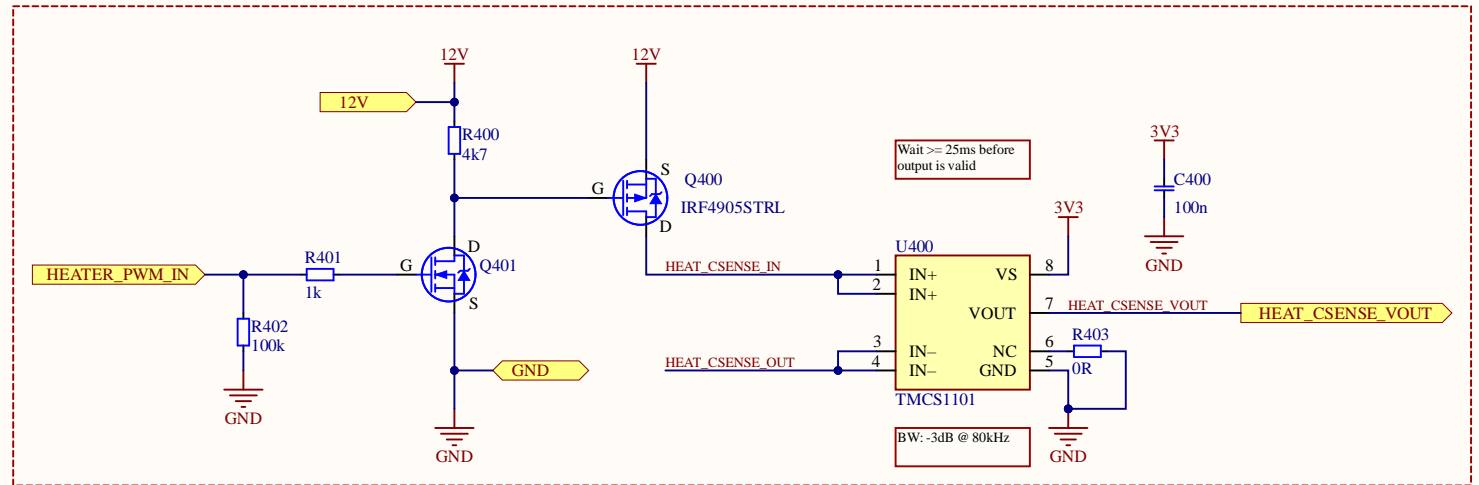 12V
12V
12V
R400
4k7
S
G
Q400
IRF4905STRL
D
Wait >= 25ms before
output is valid
3V3
C400
100n
GND
HEATER_PWM_IN
R401
1k
G
D
Q401
S
R402
100k
GND
GND
GND
HEAT_CSENSE_IN
HEAT_CSENSE_OUT
U400
1
IN+
2
IN+
3
IN–
4
IN–
VS
8
VOUT
7
NC
6
GND
5
TMCS1101
3V3
HEAT_CSENSE_VOUT
HEAT_CSENSE_VOUT
R403
0R
GND
BW: -3dB @ 80kHz